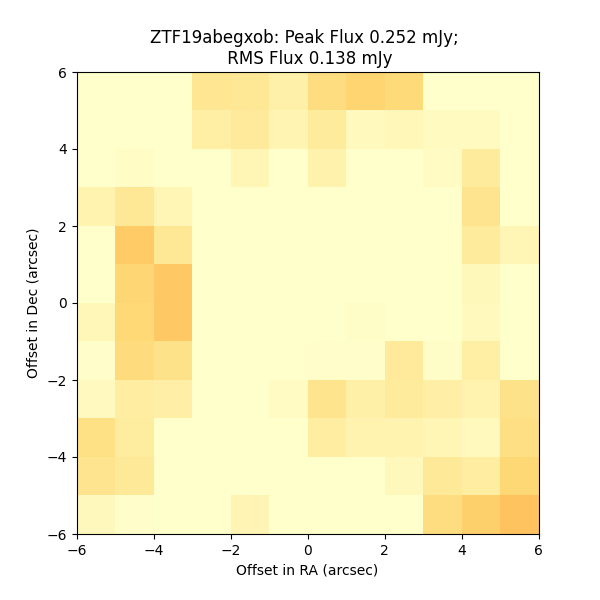 ZTF19abegxob: Peak Flux 0.252 mJy;
RMS Flux 0.138 mJy
6
4
2
0
−2
−4
−6
Offset in Dec (arcsec)
−6 −4 −2 0 2 4 6
Offset in RA (arcsec)